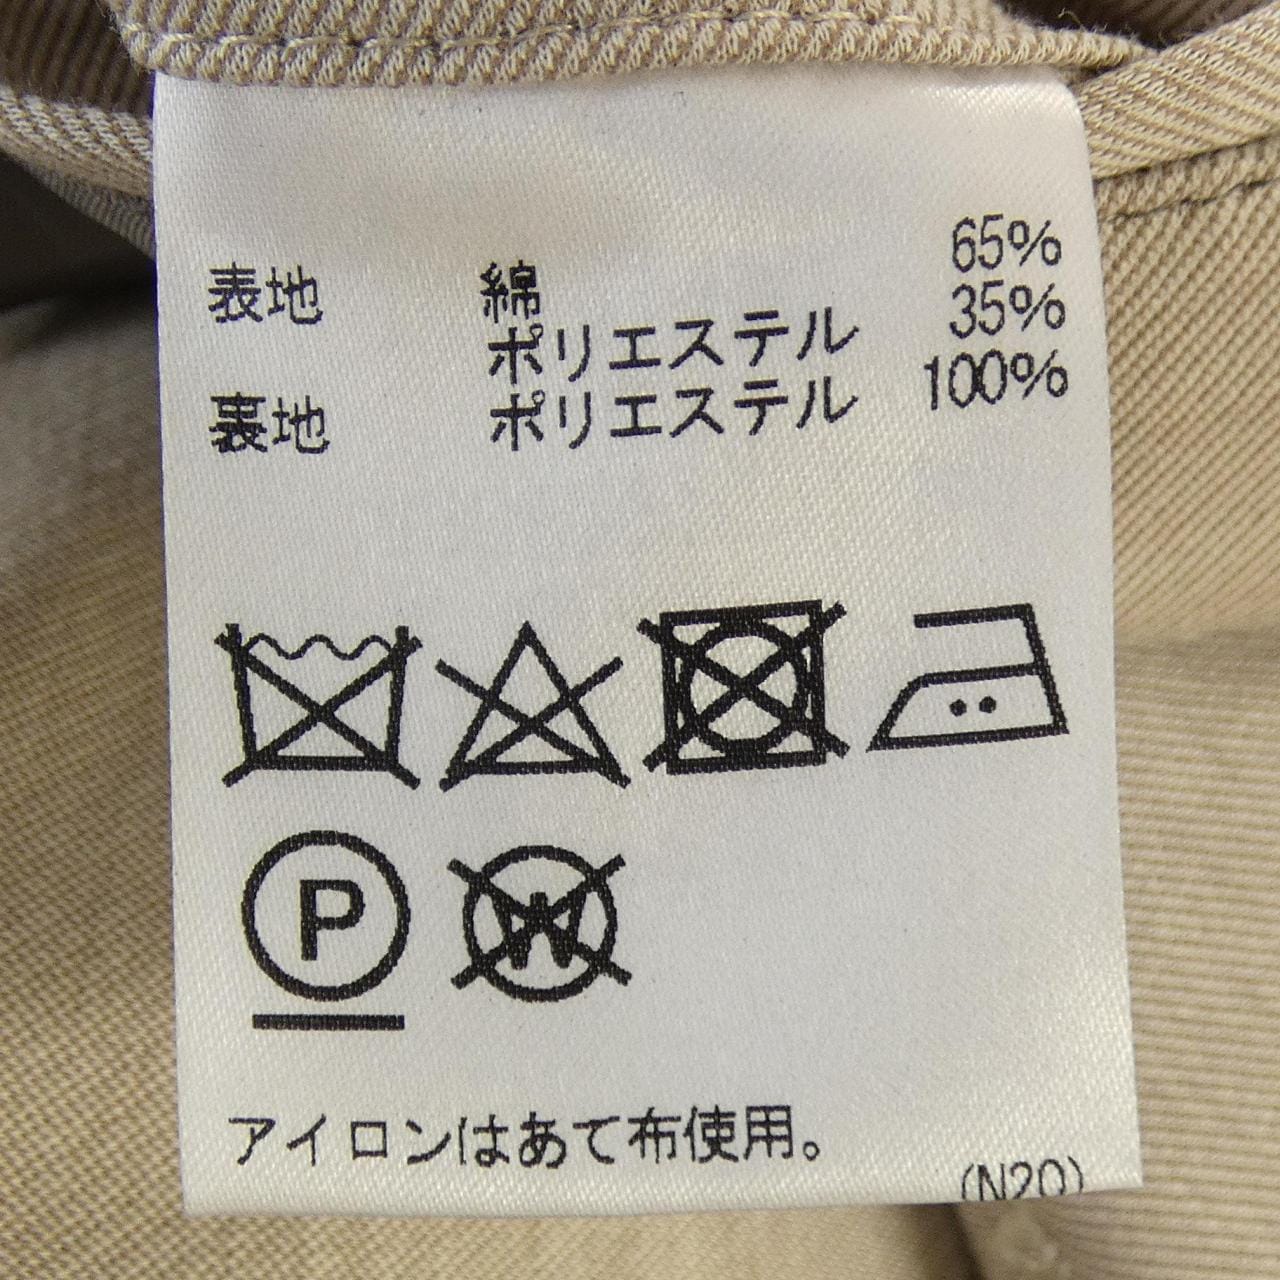 表地 綿 65%
ポリエステル 35%
裏地 ポリエステル 100%
P W
アイロンはあて布使用。
(N20)